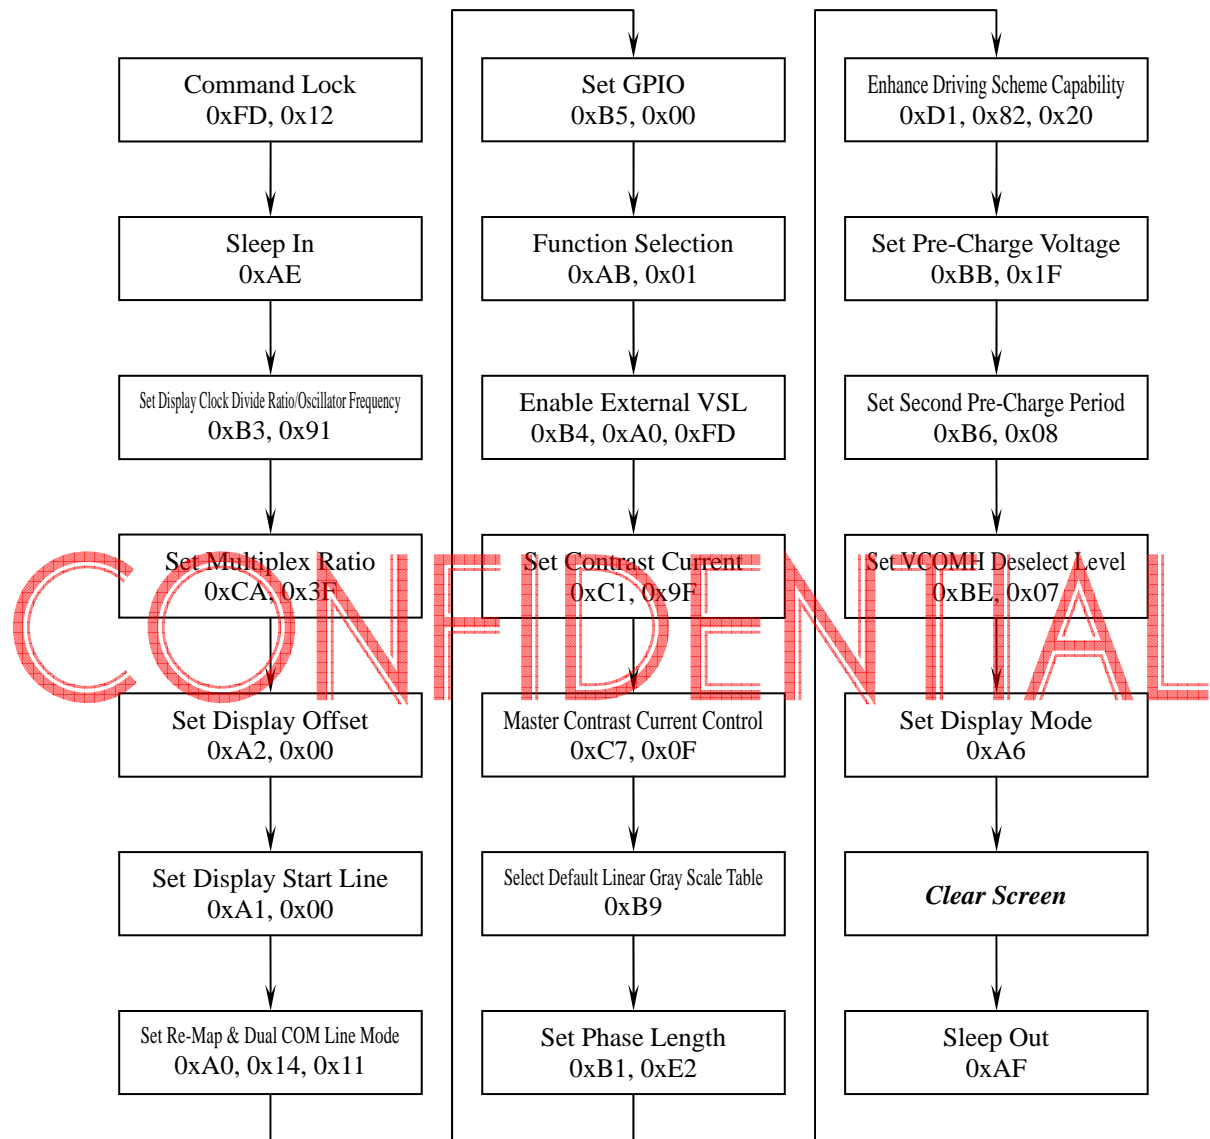 Command Lock
0xFD, 0x12
Sleep In
0xAE
Set Display Clock Divide Ratio/Oscillator Frequency
0xB3, 0x91
Set Multiplex Ratio
0xCA, 0x3F
Set Display Offset
0xA2, 0x00
Set Display Start Line
0xA1, 0x00
Set Re-Map & Dual COM Line Mode
0xA0, 0x14, 0x11
Set GPIO
0xB5, 0x00
Function Selection
0xAB, 0x01
Enable External VSL
0xB4, 0xA0, 0xFD
Set Contrast Current
0xC1, 0x9F
Master Contrast Current Control
0xC7, 0x0F
Select Default Linear Gray Scale Table
0xB9
Set Phase Length
0xB1, 0xE2
Enhance Driving Scheme Capability
0xD1, 0x82, 0x20
Set Pre-Charge Voltage
0xBB, 0x1F
Set Second Pre-Charge Period
0xB6, 0x08
Set VCOMH Deselect Level
0xBE, 0x07
Set Display Mode
0xA6
Clear Screen
Sleep Out
0xAF
CONFIDENTIAL